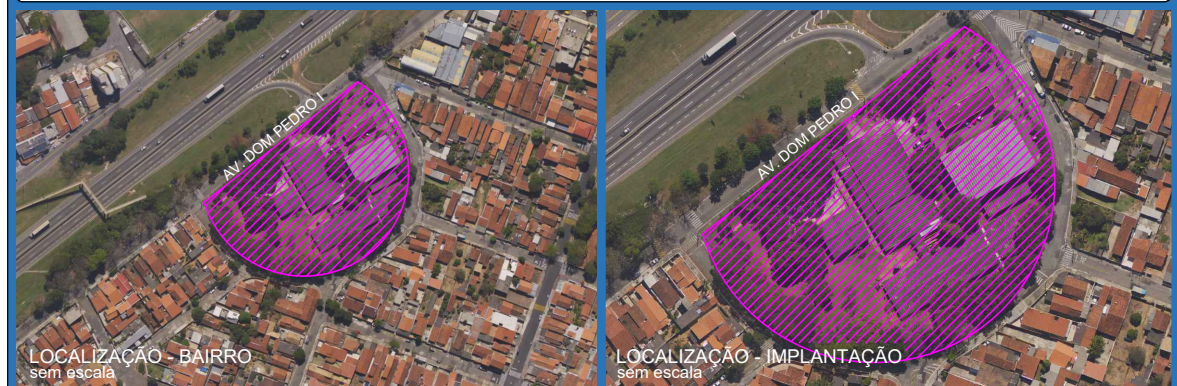 AV. DOM PEDRO I
LOCALIZAÇÃO - BAIRRO
sem escala
AV. DOM PEDRO I
LOCALIZAÇÃO - IMPLANTAÇÃO
sem escala